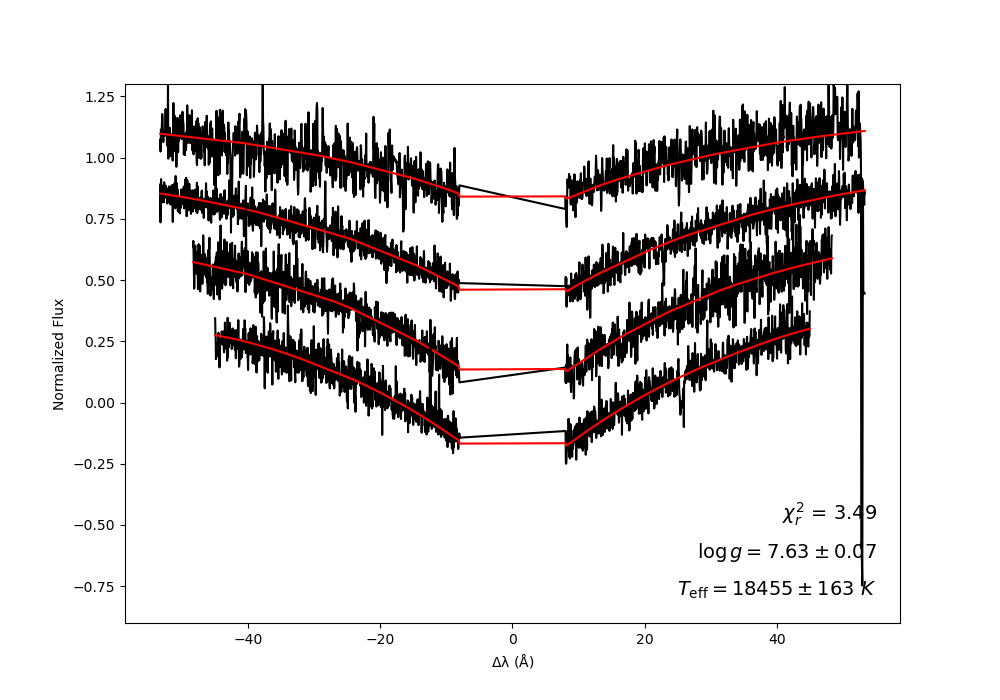 1.25
1.00
0.75
0.50
0.25
0.00
−0.25
−0.50
−0.75
Normalized Flux
χ²ᵣ = 3.49
log g = 7.63 ± 0.07
T_eff = 18455 ± 163 K
−40 −20 0 20 40
Δλ (Å)